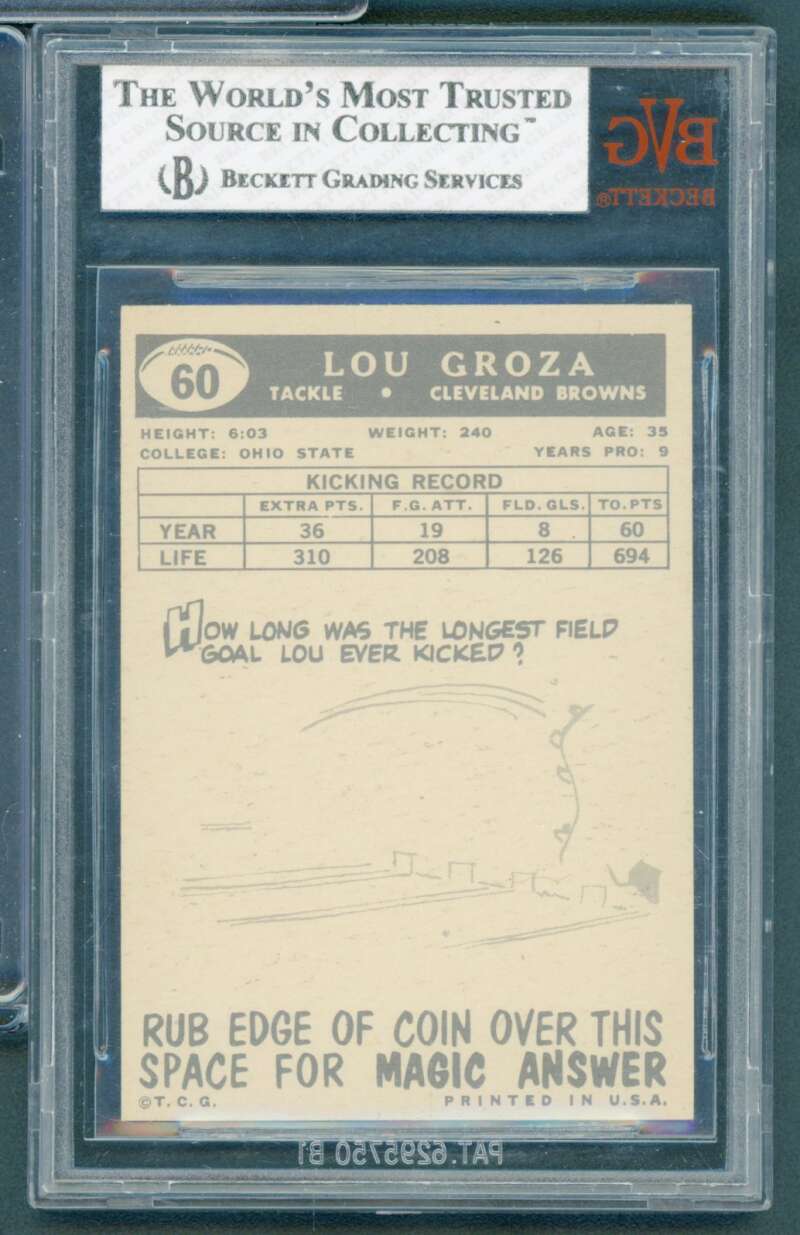 THE WORLD'S MOST TRUSTED
SOURCE IN COLLECTING™
(B) BECKETT GRADING SERVICES
BVG
BECKETT®
60
LOU GROZA
TACKLE • CLEVELAND BROWNS
HEIGHT: 6:03 WEIGHT: 240 AGE: 35
COLLEGE: OHIO STATE YEARS PRO: 9
KICKING RECORD
EXTRA PTS. F.G. ATT. FLD. GLS. TO. PTS
YEAR 36 19 8 60
LIFE 310 208 126 694
HOW LONG WAS THE LONGEST FIELD
GOAL LOU EVER KICKED?
RUB EDGE OF COIN OVER THIS
SPACE FOR MAGIC ANSWER
©T.C.G. PRINTED IN U.S.A.
PAT.6295750 B1